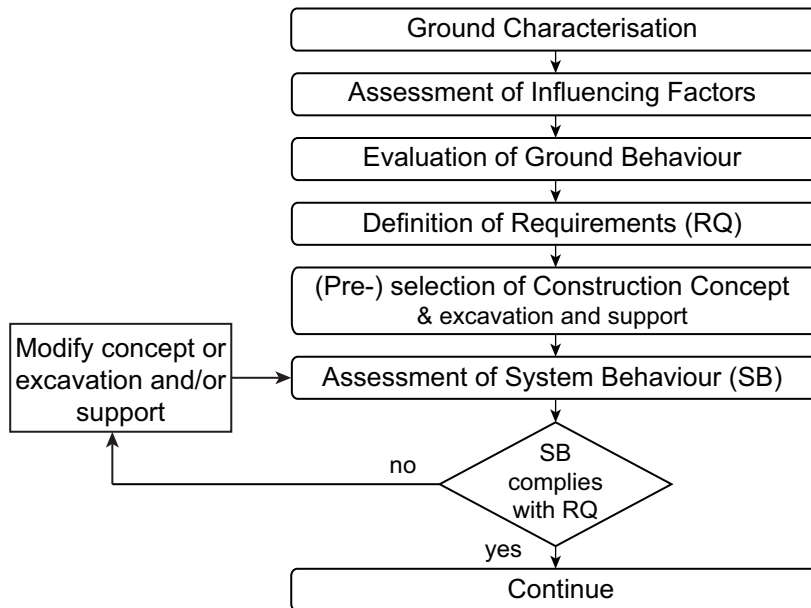 Ground Characterisation
Assessment of Influencing Factors
Evaluation of Ground Behaviour
Definition of Requirements (RQ)
(Pre-) selection of Construction Concept
& excavation and support
Modify concept or
excavation and/or
support
Assessment of System Behaviour (SB)
no
SB
complies
with RQ
yes
Continue